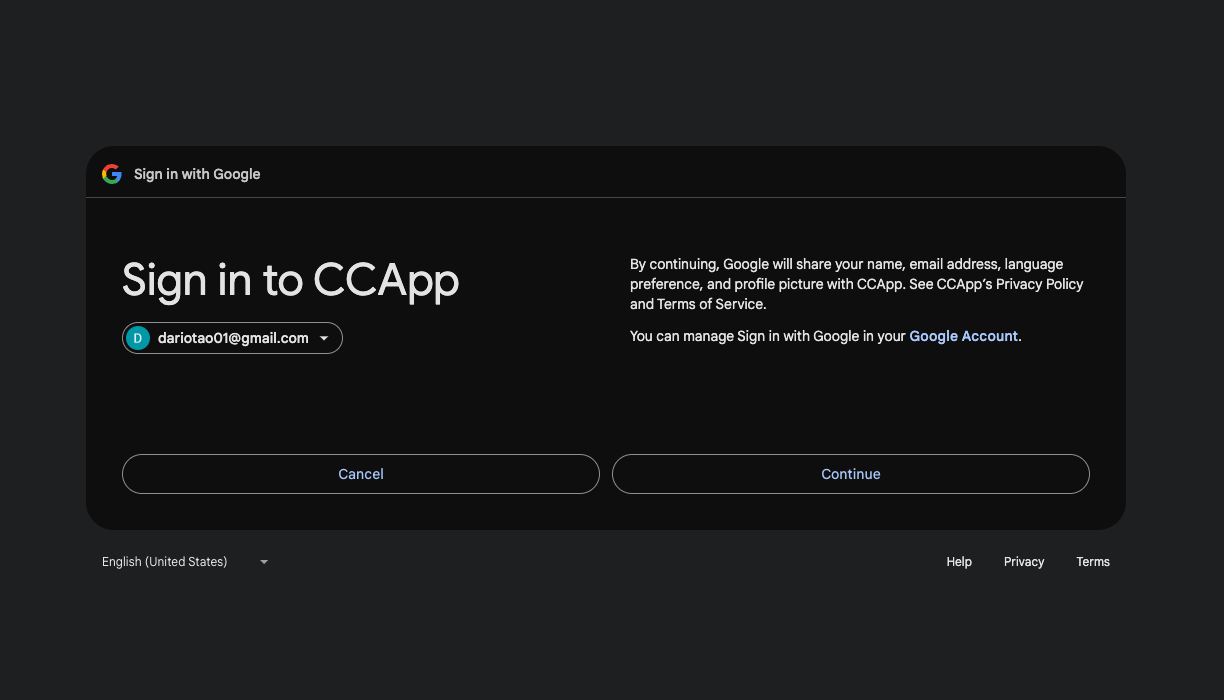 Sign in with Google
Sign in to CCApp
D dariotao01@gmail.com
By continuing, Google will share your name, email address, language
preference, and profile picture with CCApp. See CCApp’s Privacy Policy
and Terms of Service.
You can manage Sign in with Google in your Google Account.
Cancel
Continue
English (United States)
Help
Privacy
Terms